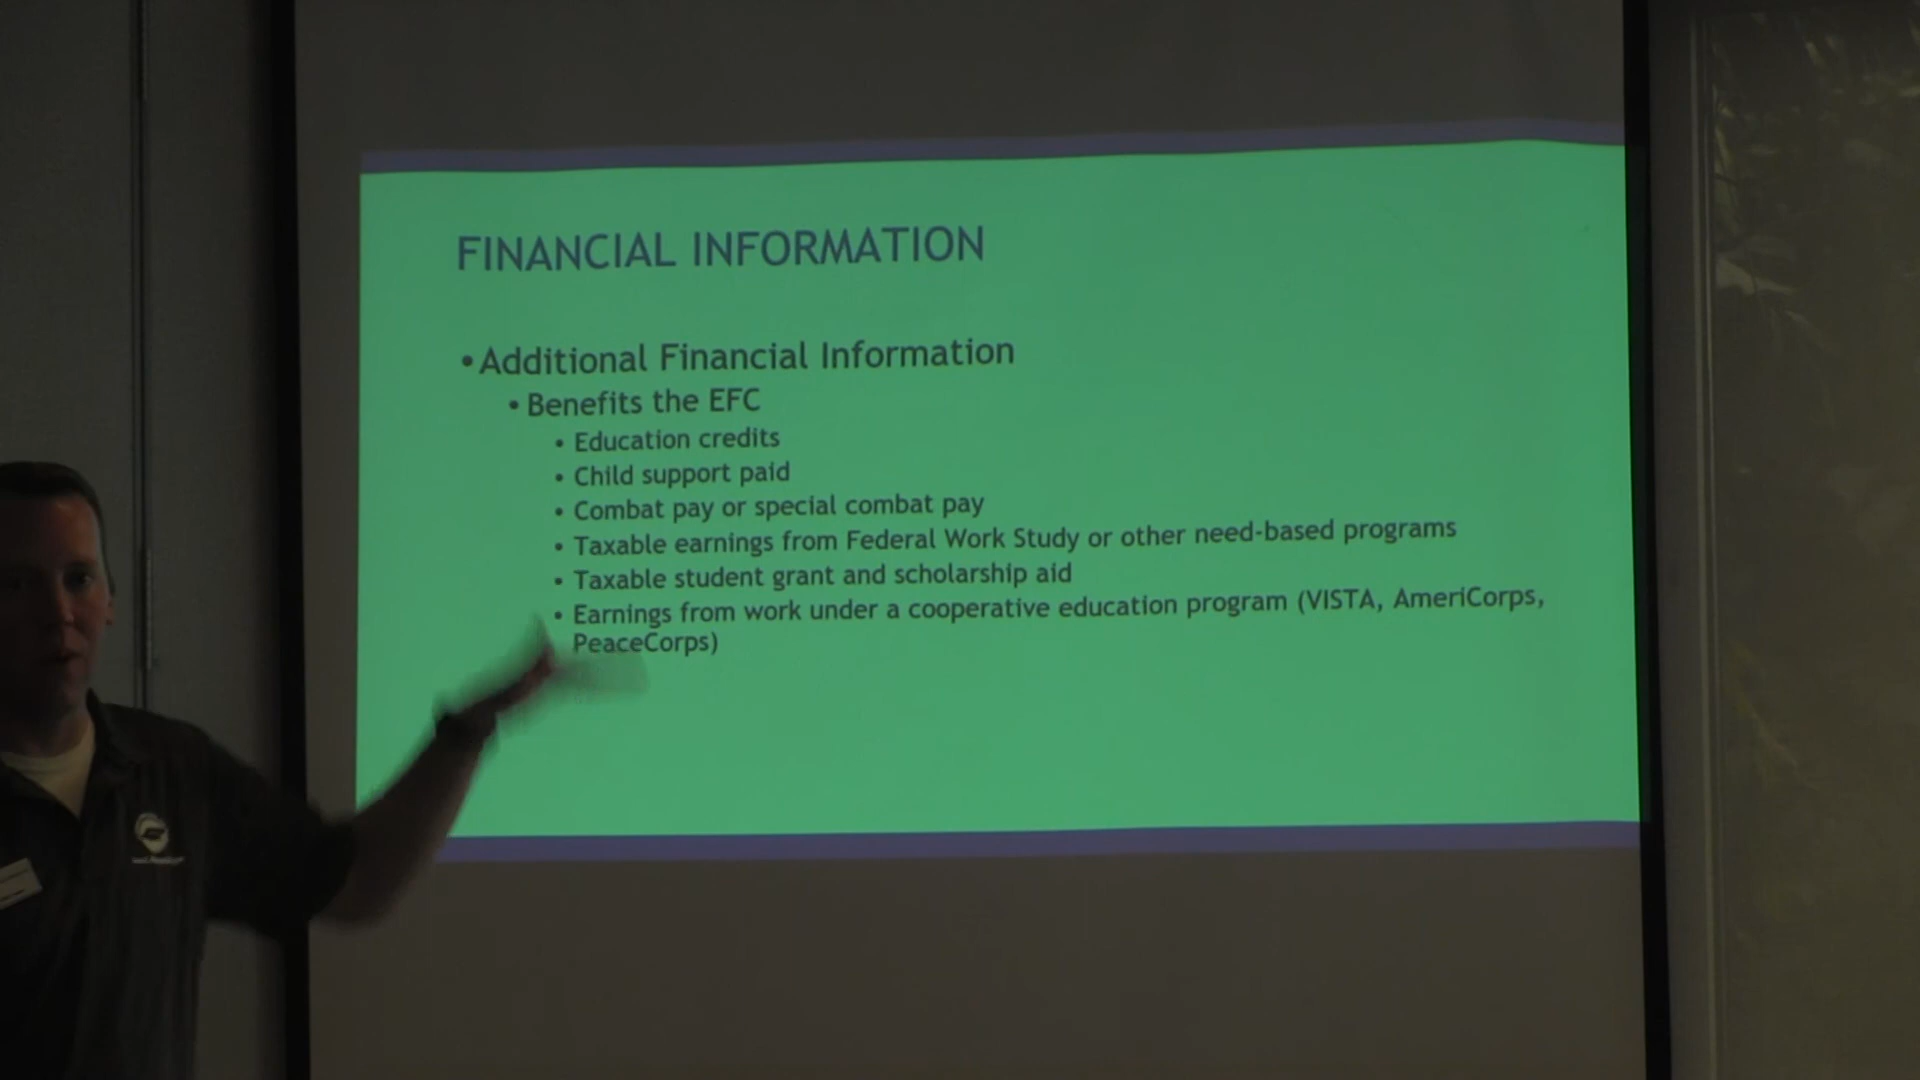 FINANCIAL INFORMATION
•Additional Financial Information
• Benefits the EFC
• Education credits
• Child support paid
• Combat pay or special combat pay
• Taxable earnings from Federal Work Study or other need-based programs
• Taxable student grant and scholarship aid
• Earnings from work under a cooperative education program (VISTA, AmeriCorps,
PeaceCorps)